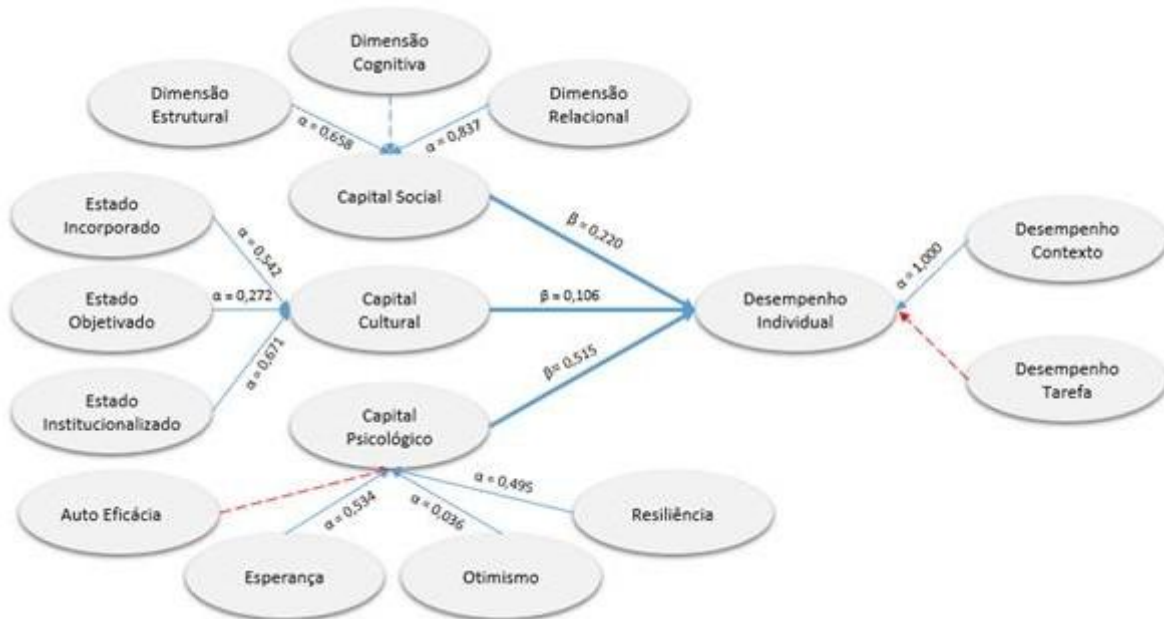 Dimensão
Cognitiva
Dimensão
Estrutural
Dimensão
Relacional
α = 0,658
α = 0,837
Capital Social
Estado
Incorporado
α = 0,542
β = 0,220
Desempenho
Contexto
α = 1,000
Estado
Objetivado
α = 0,272
Capital
Cultural
β = 0,106
Desempenho
Individual
α = 0,671
β= 0,515
Desempenho
Tarefa
Estado
Institucionalizado
Capital
Psicológico
α = 0,495
Auto Eficácia
α = 0,534
α = 0,036
Resiliência
Esperança
Otimismo